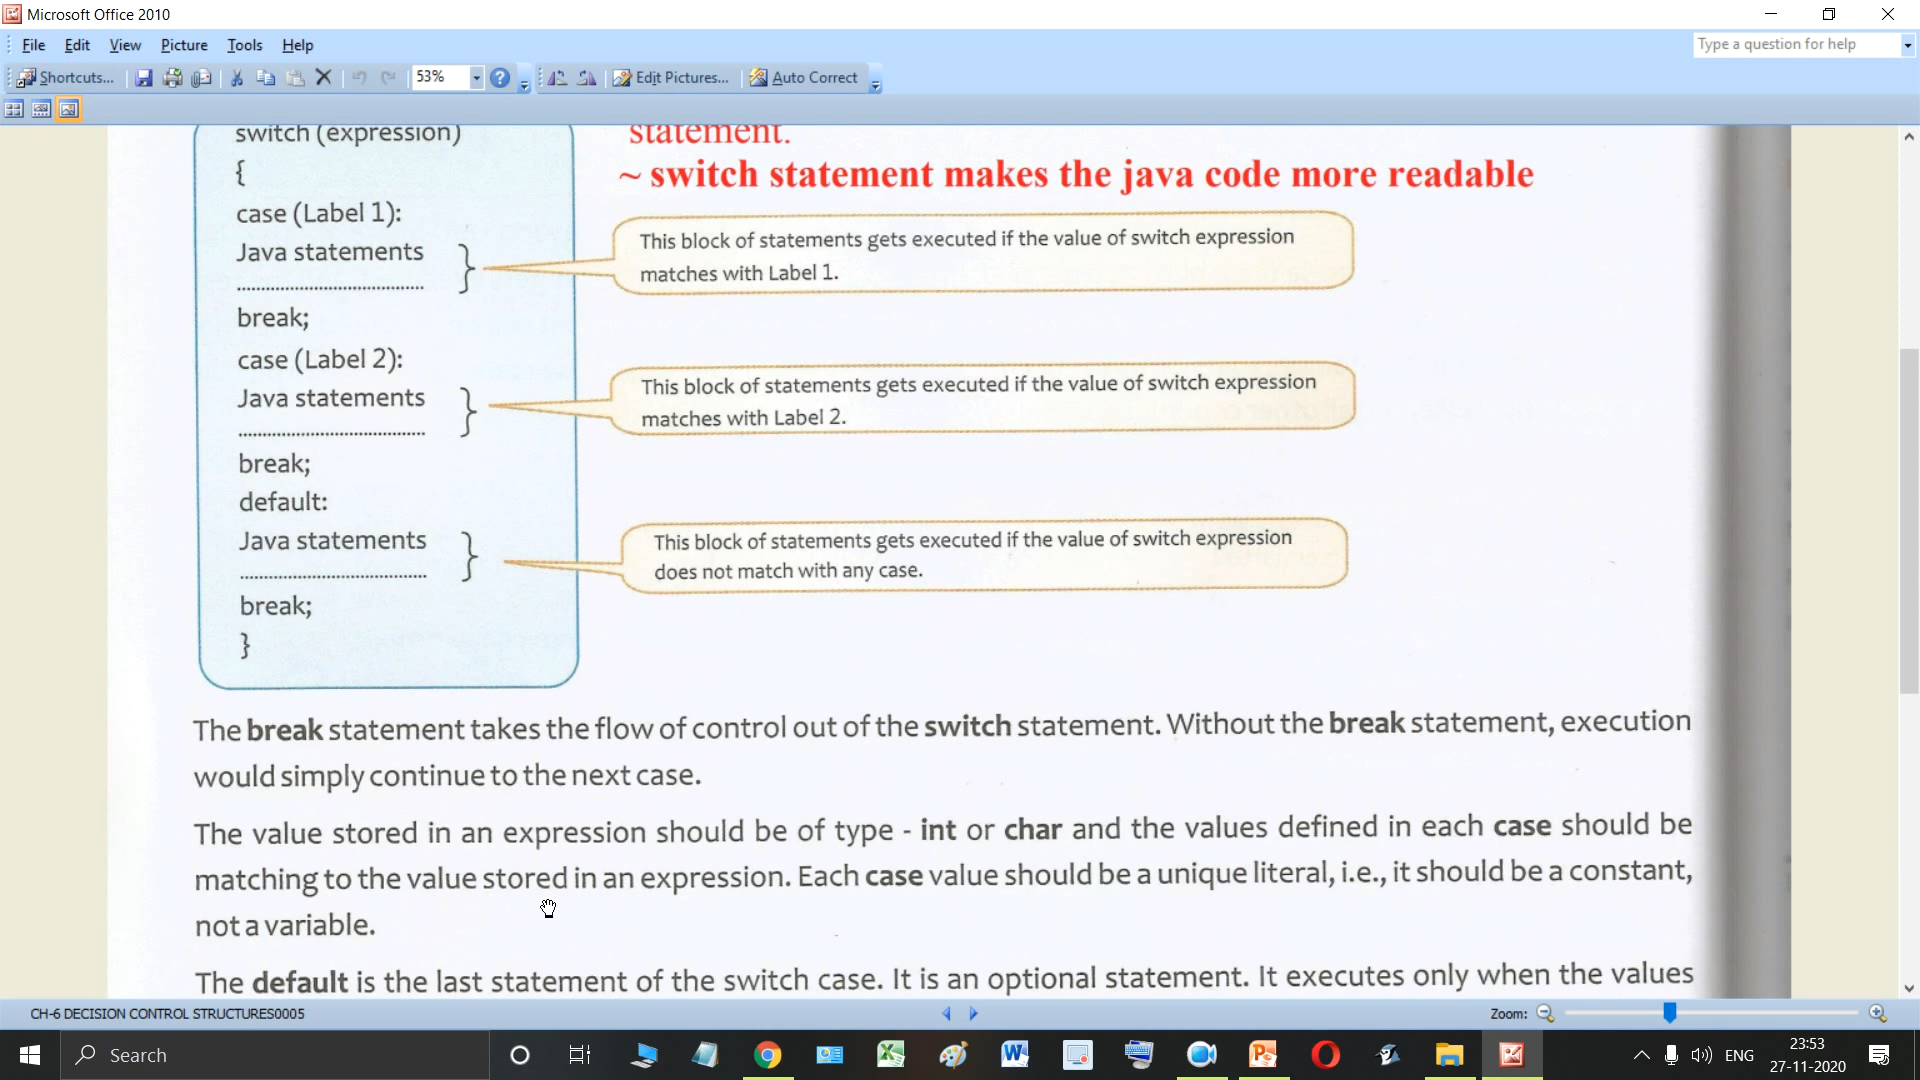 Microsoft Office 2010
File Edit View Picture Tools Help
Type a question for help
Shortcuts... 53% Edit Pictures... Auto Correct
switch (expression)
statement.
{
~ switch statement makes the java code more readable
case (Label 1):
Java statements }
This block of statements gets executed if the value of switch expression
matches with Label 1.
break;
case (Label 2):
Java statements }
This block of statements gets executed if the value of switch expression
matches with Label 2.
break;
default:
Java statements }
This block of statements gets executed if the value of switch expression
does not match with any case.
break;
}
The break statement takes the flow of control out of the switch statement. Without the break statement, execution
would simply continue to the next case.
The value stored in an expression should be of type - int or char and the values defined in each case should be
matching to the value stored in an expression. Each case value should be a unique literal, i.e., it should be a constant,
not a variable.
The default is the last statement of the switch case. It is an optional statement. It executes only when the values
CH-6 DECISION CONTROL STRUCTURES0005
Zoom:
Search
ENG
23:53
27-11-2020